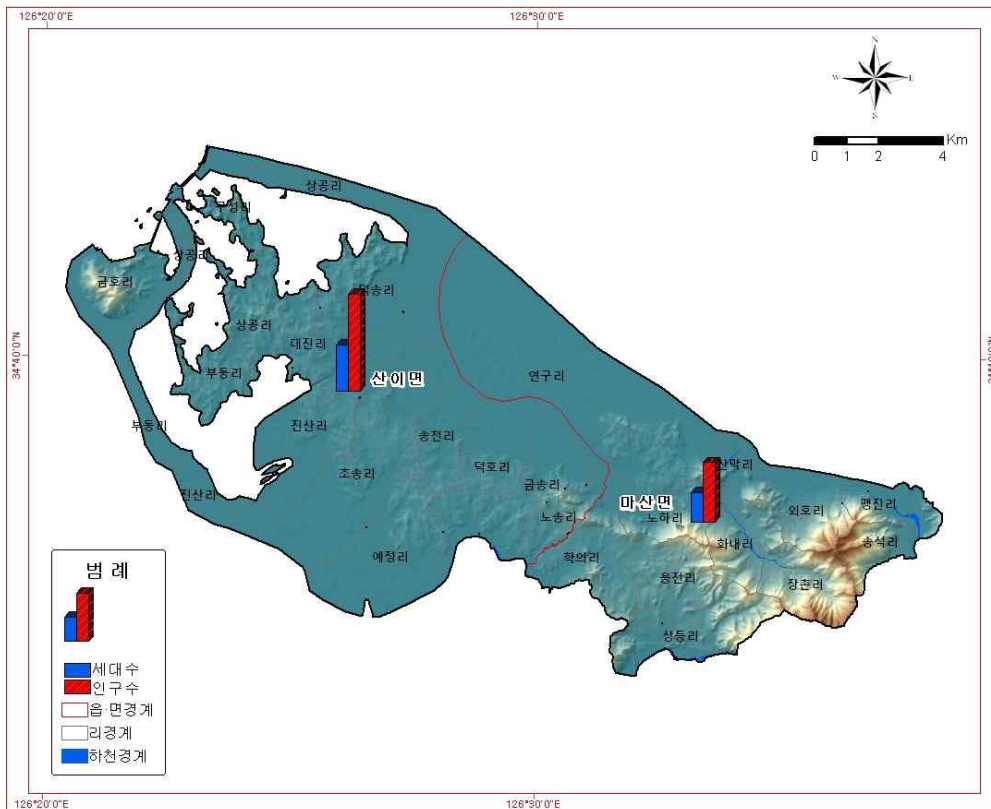 126°20'0"E
126°30'0"E
N
W
E
S
Km
0 1 2 4
34°40'0"N
상공리
구성리
상공리
금호리
덕송리
상공리
대진리
부동리
산이면
연구리
부동리
진산리
송천리
초송리
덕호리
산막리
진산리
금송리
마산면
노하리
외호리
맹진리
노송리
송석리
화내리
예정리
학의리
용전리
장촌리
상등리
범 례
세대수
인구수
읍·면경계
리경계
하천경계
126°20'0"E
126°30'0"E